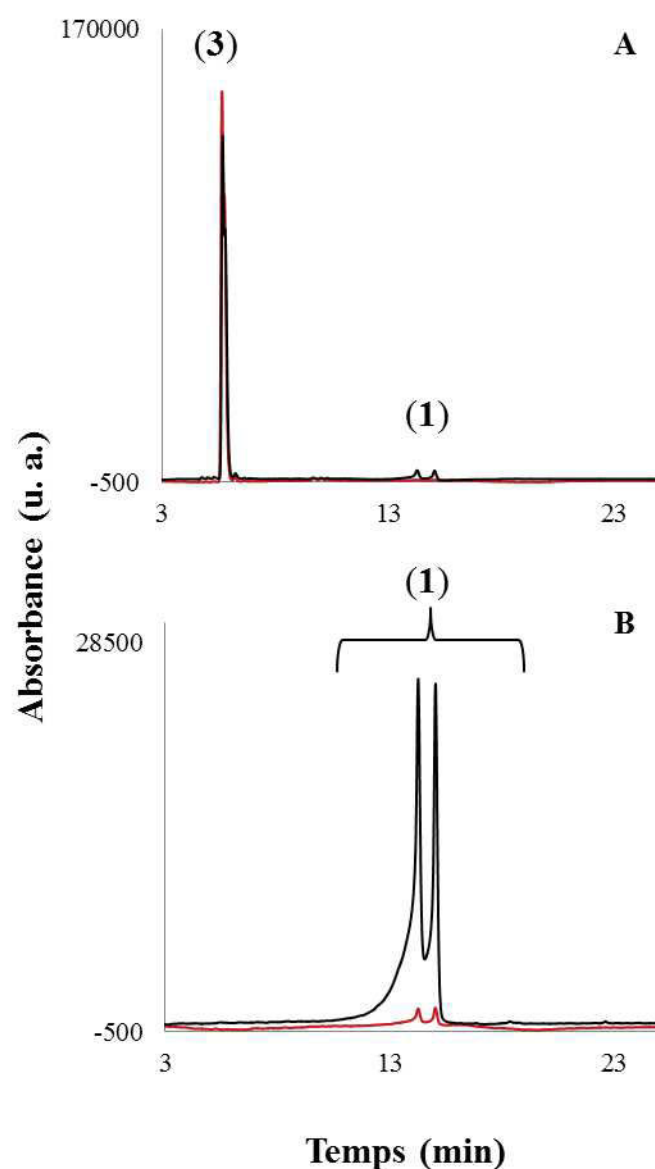 170000
(3)
A
(1)
-500
3 13 23
Absorbance (u. a.)
(1)
B
28500
-500
3 13 23
Temps (min)